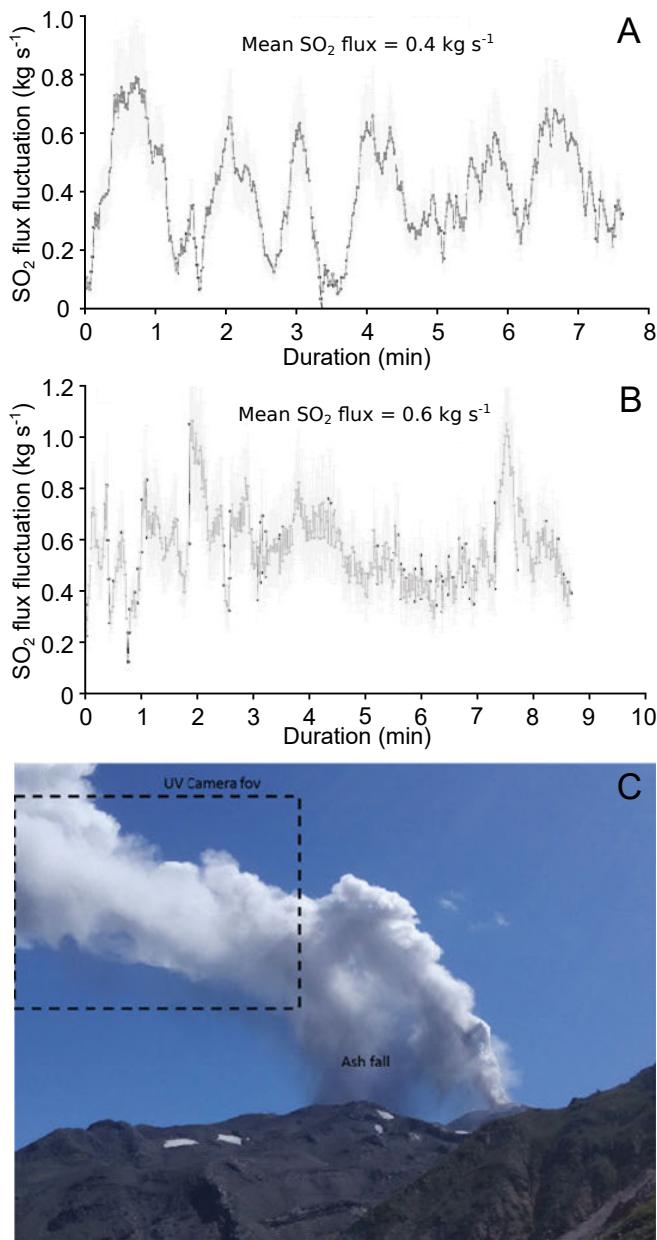 A
Mean SO₂ flux = 0.4 kg s⁻¹
SO₂ flux fluctuation (kg s⁻¹)
1.0
0.8
0.6
0.4
0.2
0
0 1 2 3 4 5 6 7 8
Duration (min)
B
Mean SO₂ flux = 0.6 kg s⁻¹
SO₂ flux fluctuation (kg s⁻¹)
1.2
1.0
0.8
0.6
0.4
0.2
0
0 1 2 3 4 5 6 7 8 9 10
Duration (min)
C
UV Camera fov
Ash fall